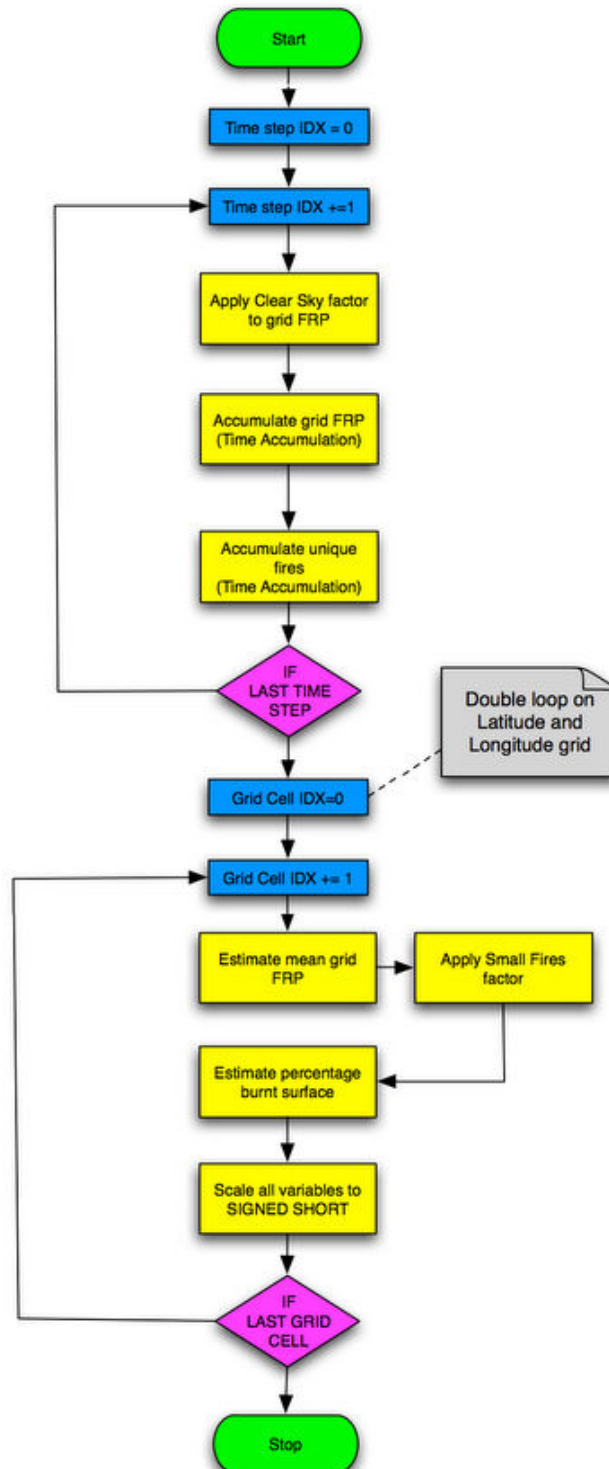 Start
Time step IDX = 0
Time step IDX +=1
Apply Clear Sky factor
to grid FRP
Accumulate grid FRP
(Time Accumulation)
Accumulate unique
fires
(Time Accumulation)
IF
LAST TIME
STEP
Double loop on
Latitude and
Longitude grid
Grid Cell IDX=0
Grid Cell IDX += 1
Estimate mean grid
FRP
Apply Small Fires
factor
Estimate percentage
burnt surface
Scale all variables to
SIGNED SHORT
IF
LAST GRID
CELL
Stop